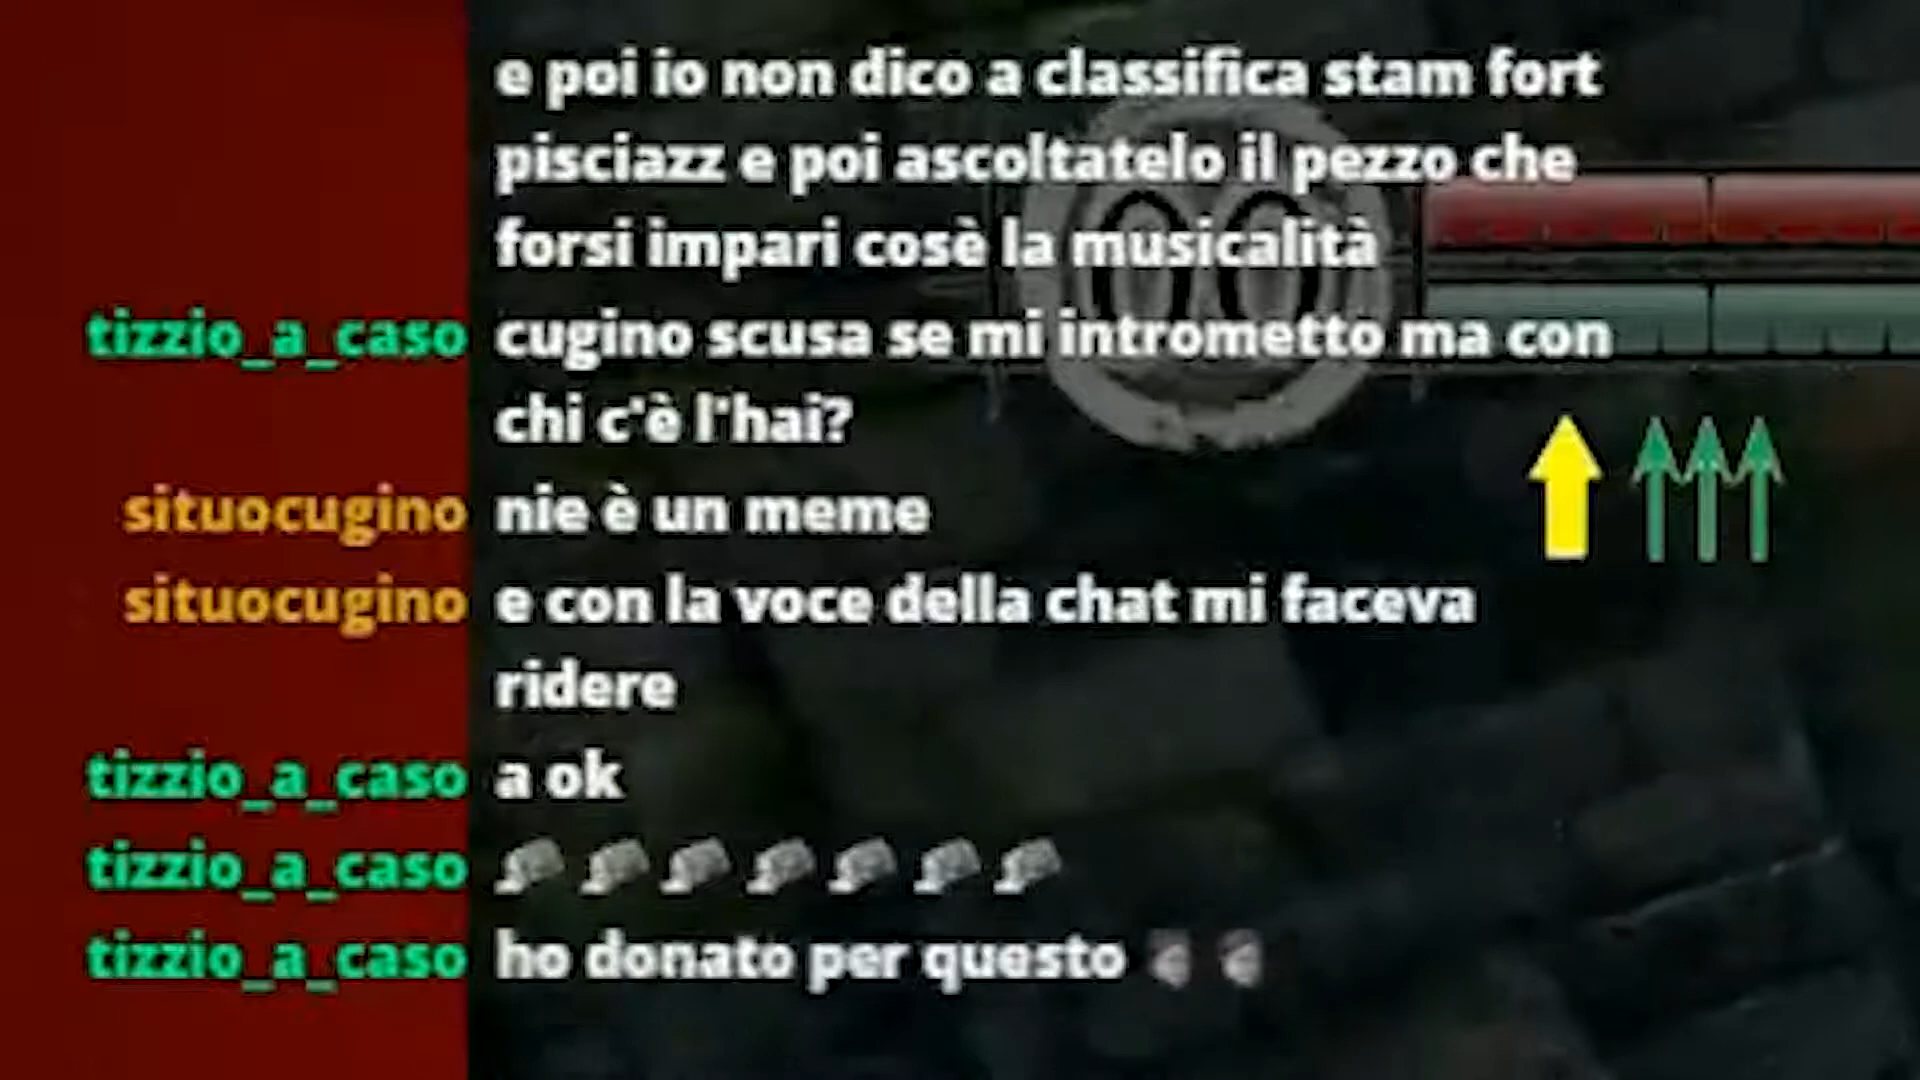 e poi io non dico a classifica stam fort
pisciazz e poi ascoltatelo il pezzo che
forsi impari cosè la musicalità
tizzio_a_caso cugino scusa se mi intrometto ma con
chi c'è l'hai?
situocugino nie è un meme
situocugino e con la voce della chat mi faceva
ridere
tizzio_a_caso a ok
tizzio_a_caso
tizzio_a_caso ho donato per questo